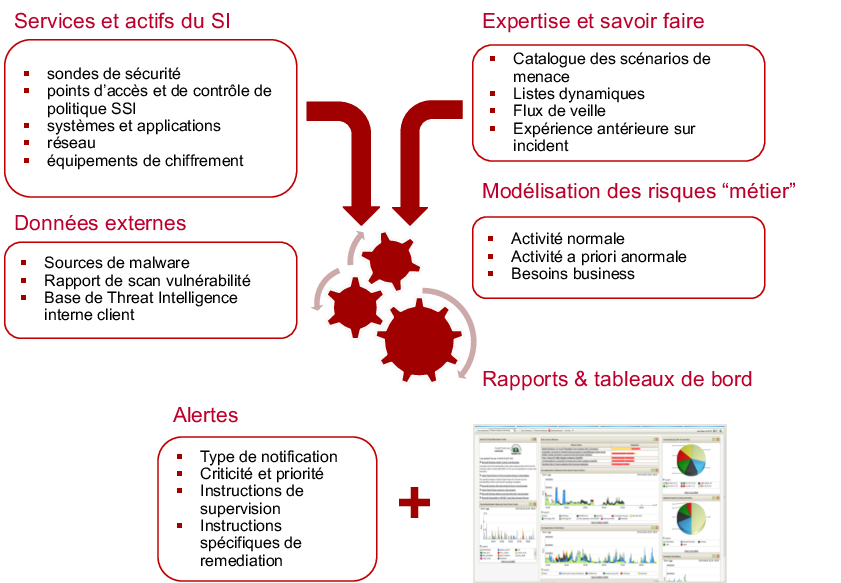 Services et actifs du SI
sondes de sécurité
points d'accès et de contrôle de
politique SSI
systèmes et applications
réseau
équipements de chiffrement
Expertise et savoir faire
Catalogue des scénarios de
menace
Listes dynamiques
Flux de veille
Expérience antérieure sur
incident
Données externes
Sources de malware
Rapport de scan vulnérabilité
Base de Threat Intelligence
interne client
Modélisation des risques “métier”
Activité normale
Activité a priori anormale
Besoins business
Rapports & tableaux de bord
Alertes
Type de notification
Criticité et priorité
Instructions de
supervision
Instructions
spécifiques de
remediation